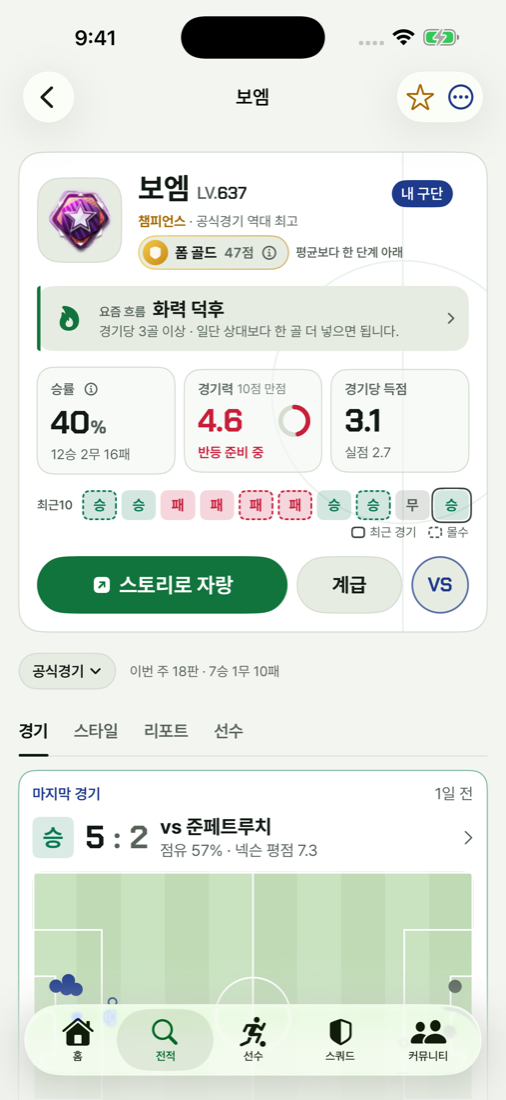 9:41
보엠
보엠 LV.637
내 구단
챔피언스 · 공식경기 역대 최고
폼 골드 47점 평균보다 한 단계 아래
요즘 흐름 화력 덕후
경기당 3골 이상 · 일단 상대보다 한 골 더 넣으면 됩니다.
승률
40%
12승 2무 16패
경기력 10점 만점
4.6
반등 준비 중
경기당 득점
3.1
실점 2.7
최근10 승 승 패 패 패 패 승 승 무 승
최근 경기 몰수
스토리로 자랑 계급 VS
공식경기 이번 주 18판 · 7승 1무 10패
경기 스타일 리포트 선수
마지막 경기 1일 전
승 5 : 2 vs 준페트루치
점유 57% · 넥슨 평점 7.3
홈 전적 선수 스쿼드 커뮤니티